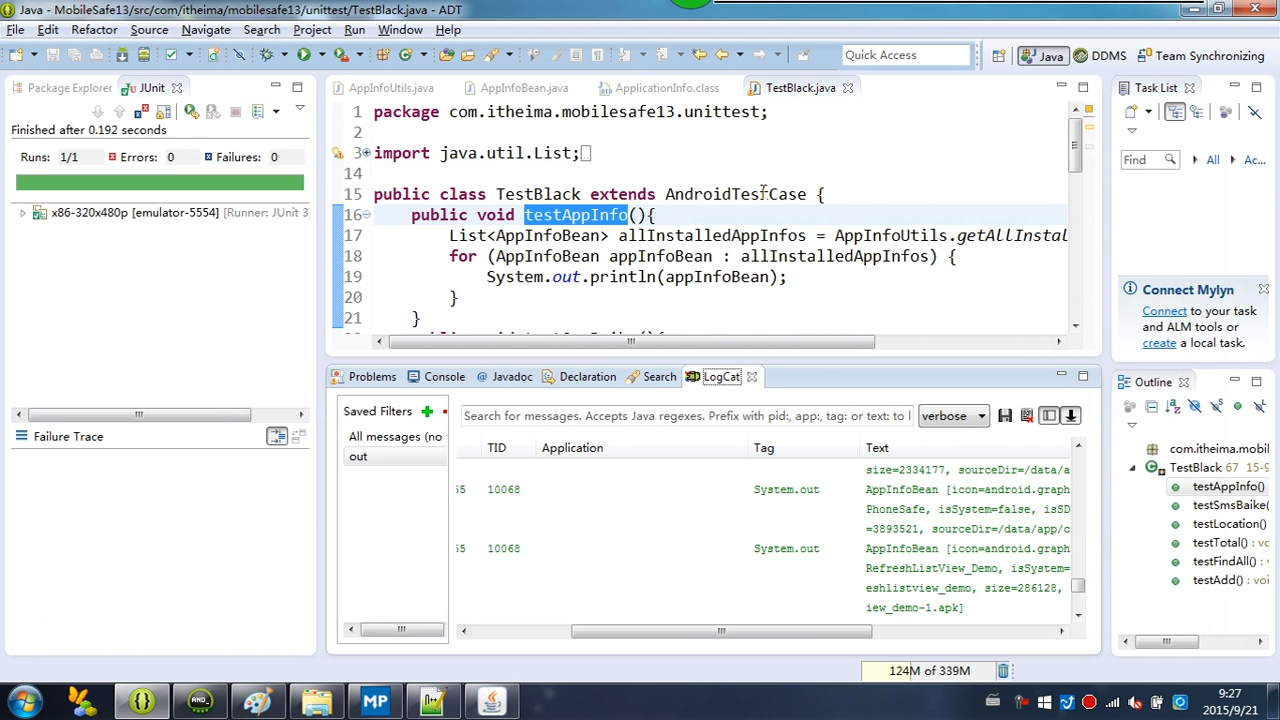 Java - MobileSafe13/src/com/itheima/mobilesafe13/unittest/TestBlack.java - ADT
File Edit Refactor Source Navigate Search Project Run Window Help
Quick Access
Java DDMS Team Synchronizing
Package Explorer JUnit
Finished after 0.192 seconds
Runs: 1/1 Errors: 0 Failures: 0
x86-320x480p [emulator-5554] [Runner: JUnit 3
Failure Trace
AppInfoUtils.java AppInfoBean.java ApplicationInfo.class TestBlack.java
1 package com.itheima.mobilesafe13.unittest;
2
3 import java.util.List;
14
15 public class TestBlack extends AndroidTestCase {
16 public void testAppInfo(){
17 List<AppInfoBean> allInstalledAppInfos = AppInfoUtils.getAllInstal
18 for (AppInfoBean appInfoBean : allInstalledAppInfos) {
19 System.out.println(appInfoBean);
20 }
21 }
Problems Console Javadoc Declaration Search LogCat
Saved Filters
All messages (no
out
Search for messages. Accepts Java regexes. Prefix with pid:, app:, tag: or text: to l
verbose
TID Application Tag Text
size=2334177, sourceDir=/data/a
65 10068 System.out AppInfoBean [icon=android.graph
PhoneSafe, isSystem=false, isSD
=3893521, sourceDir=/data/app/c
65 10068 System.out AppInfoBean [icon=android.graph
RefreshListView_Demo, isSystem=
eshlistview_demo, size=286128,
iew_demo-1.apk]
Task List
Find All Ac...
Connect Mylyn
Connect to your task
and ALM tools or
create a local task.
Outline
com.itheima.mobil
TestBlack 67 15-9
testAppInfo()
testSmsBaike(
testLocation()
testTotal() : vo
testFindAll() :
testAdd() : voi
124M of 339M
MP
9:27
2015/9/21